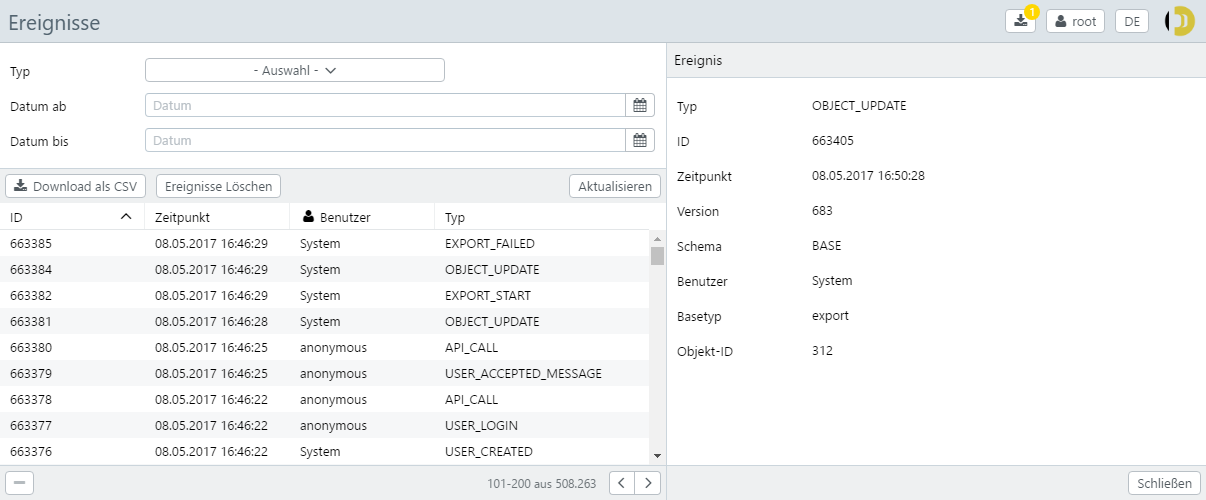 Ereignisse
1
root
DE
Typ
- Auswahl -
Datum ab
Datum
Datum bis
Datum
Download als CSV Ereignisse Löschen Aktualisieren
ID Zeitpunkt Benutzer Typ
663385 08.05.2017 16:46:29 System EXPORT_FAILED
663384 08.05.2017 16:46:29 System OBJECT_UPDATE
663382 08.05.2017 16:46:29 System EXPORT_START
663381 08.05.2017 16:46:28 System OBJECT_UPDATE
663380 08.05.2017 16:46:25 anonymous API_CALL
663379 08.05.2017 16:46:25 anonymous USER_ACCEPTED_MESSAGE
663378 08.05.2017 16:46:22 anonymous API_CALL
663377 08.05.2017 16:46:22 anonymous USER_LOGIN
663376 08.05.2017 16:46:22 System USER_CREATED
101-200 aus 508.263
Ereignis
Typ OBJECT_UPDATE
ID 663405
Zeitpunkt 08.05.2017 16:50:28
Version 683
Schema BASE
Benutzer System
Basetyp export
Objekt-ID 312
Schließen